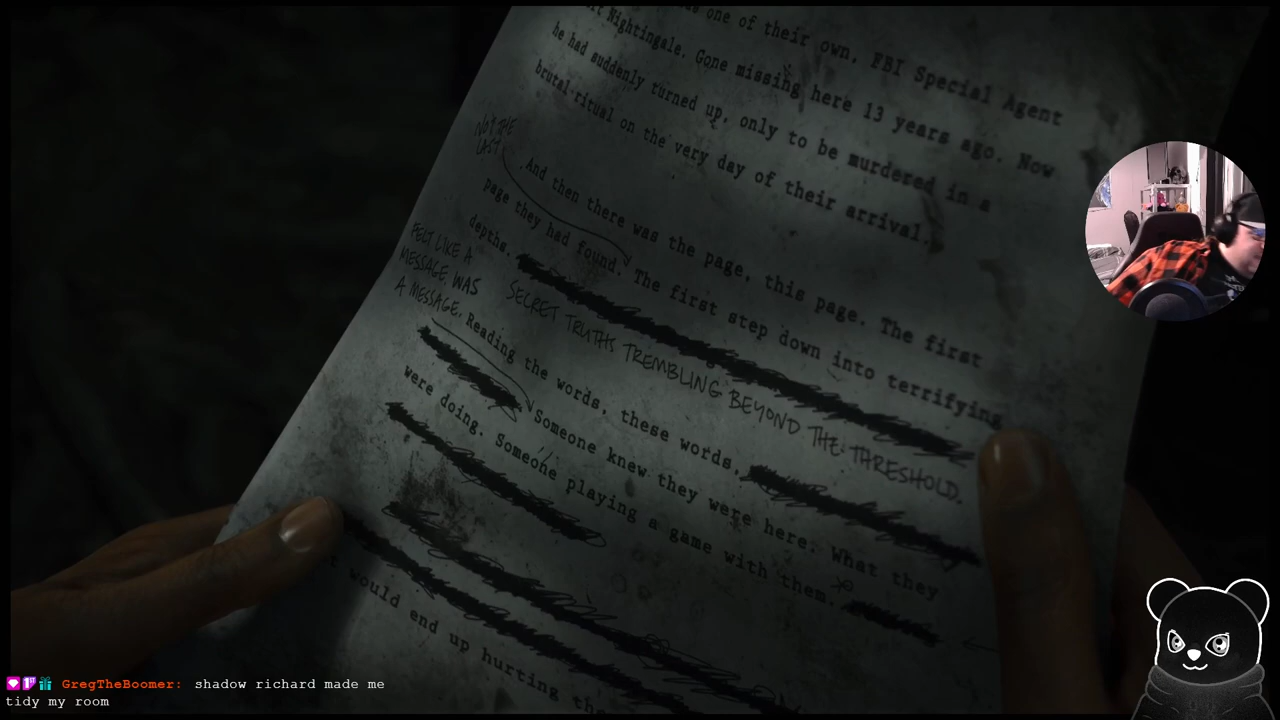 one of their own, FBI Special Agent
Nightingale. Gone missing here 13 years ago. Now
he had suddenly turned up, only to be murdered in a
brutal ritual on the very day of their arrival.
NOT THE
LAST
And then there was the page, this page. The first
page they had found. The first step down into terrifying
depths.
SECRET TRUTHS TREMBLING BEYOND THE THRESHOLD.
FELT LIKE A
MESSAGE. WAS
A MESSAGE.
Reading the words, these words,
Someone knew they were here. What they
were doing. Someone playing a game with them.
would end up hurting
GregTheBoomer: shadow richard made me
tidy my room